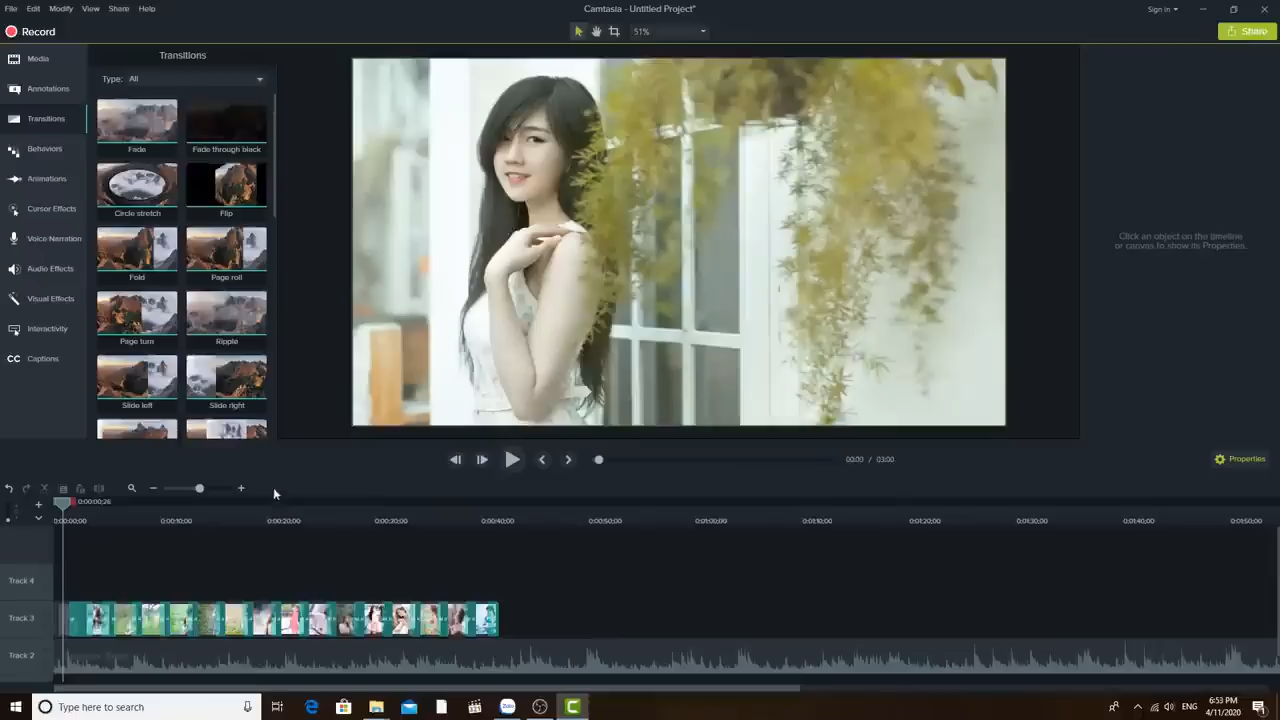 File Edit Modify View Share Help
Camtasia - Untitled Project*
Sign in
Record
51%
Share
Media
Annotations
Transitions
Behaviors
Animations
Cursor Effects
Voice Narration
Audio Effects
Visual Effects
Interactivity
CC Captions
Transitions
Type: All
Fade
Fade through black
Circle stretch
Flip
Fold
Page roll
Page turn
Ripple
Slide left
Slide right
Click an object on the timeline
or canvas to show its Properties.
00:00 / 03:00
Properties
0:00:00;26
0:00:00;00 0:00:10;00 0:00:20;00 0:00:30;00 0:00:40;00 0:00:50;00 0:01:00;00 0:01:10;00 0:01:20;00 0:01:30;00 0:01:40;00 0:01:50;00
Track 4
Track 3
Track 2
Type here to search
Zalo
ENG
6:53 PM
4/11/2020